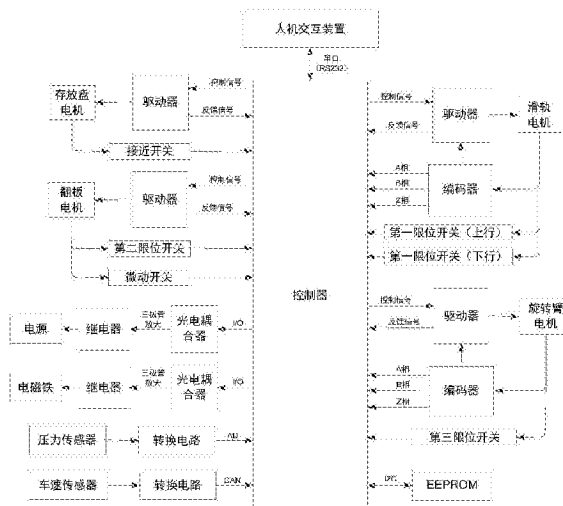 人机交互装置
串口
(RS232)
存放盘
电机
驱动器
控制信号
反馈信号
接近开关
翻板
电机
驱动器
控制信号
反馈信号
第二限位开关
微动开关
电源
继电器
三极管
放大
光电耦
合器
I/O
电磁铁
继电器
三极管
放大
光电耦
合器
I/O
压力传感器
转换电路
AD
车速传感器
转换电路
CAN
控制器
控制信号
反馈信号
驱动器
滑轨
电机
A相
B相
Z相
编码器
第一限位开关(上行)
第一限位开关(下行)
控制信号
反馈信号
驱动器
旋转臂
电机
A相
B相
Z相
编码器
第三限位开关
EEPROM